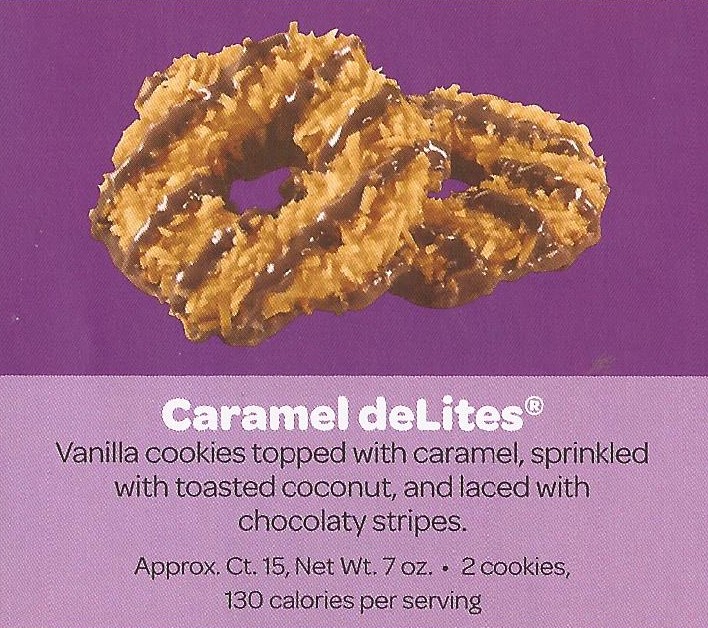 Caramel deLites®
Vanilla cookies topped with caramel, sprinkled
with toasted coconut, and laced with
chocolaty stripes.
Approx. Ct. 15, Net Wt. 7 oz. • 2 cookies,
130 calories per serving